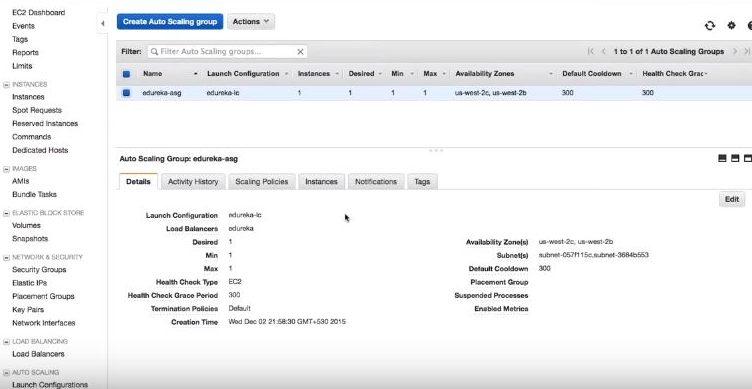 EC2 Dashboard
Events
Tags
Reports
Limits
INSTANCES
Instances
Spot Requests
Reserved Instances
Commands
Dedicated Hosts
IMAGES
AMIs
Bundle Tasks
ELASTIC BLOCK STORE
Volumes
Snapshots
NETWORK & SECURITY
Security Groups
Elastic IPs
Placement Groups
Key Pairs
Network Interfaces
LOAD BALANCING
Load Balancers
AUTO SCALING
Launch Configurations
Create Auto Scaling group Actions
Filter: Filter Auto Scaling groups... 1 to 1 of 1 Auto Scaling Groups
Name Launch Configuration Instances Desired Min Max Availability Zones Default Cooldown Health Check Grac
edureka-asg edureka-lc 1 1 1 1 us-west-2c, us-west-2b 300 300
Auto Scaling Group: edureka-asg
Details Activity History Scaling Policies Instances Notifications Tags
Edit
Launch Configuration edureka-lc
Load Balancers edureka
Desired 1 Availability Zone(s) us-west-2c, us-west-2b
Min 1 Subnet(s) subnet-057f115c,subnet-3684b553
Max 1 Default Cooldown 300
Health Check Type EC2 Placement Group
Health Check Grace Period 300 Suspended Processes
Termination Policies Default Enabled Metrics
Creation Time Wed Dec 02 21:58:30 GMT+530 2015